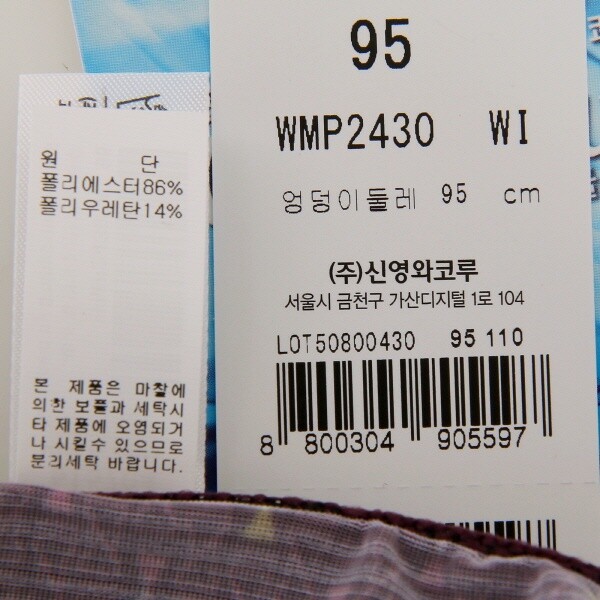 95
WMP2430 WI
엉덩이둘레 95 cm
(주)신영와코루
서울시 금천구 가산디지털 1로 104
LOT50800430 95 110
8 800304 905597
원 단
폴리에스터86%
폴리우레탄14%
본 제품은 마찰에
의한 보풀과 세탁시
타 제품에 오염되거
나 시킬수 있으므로
분리세탁 바랍니다.